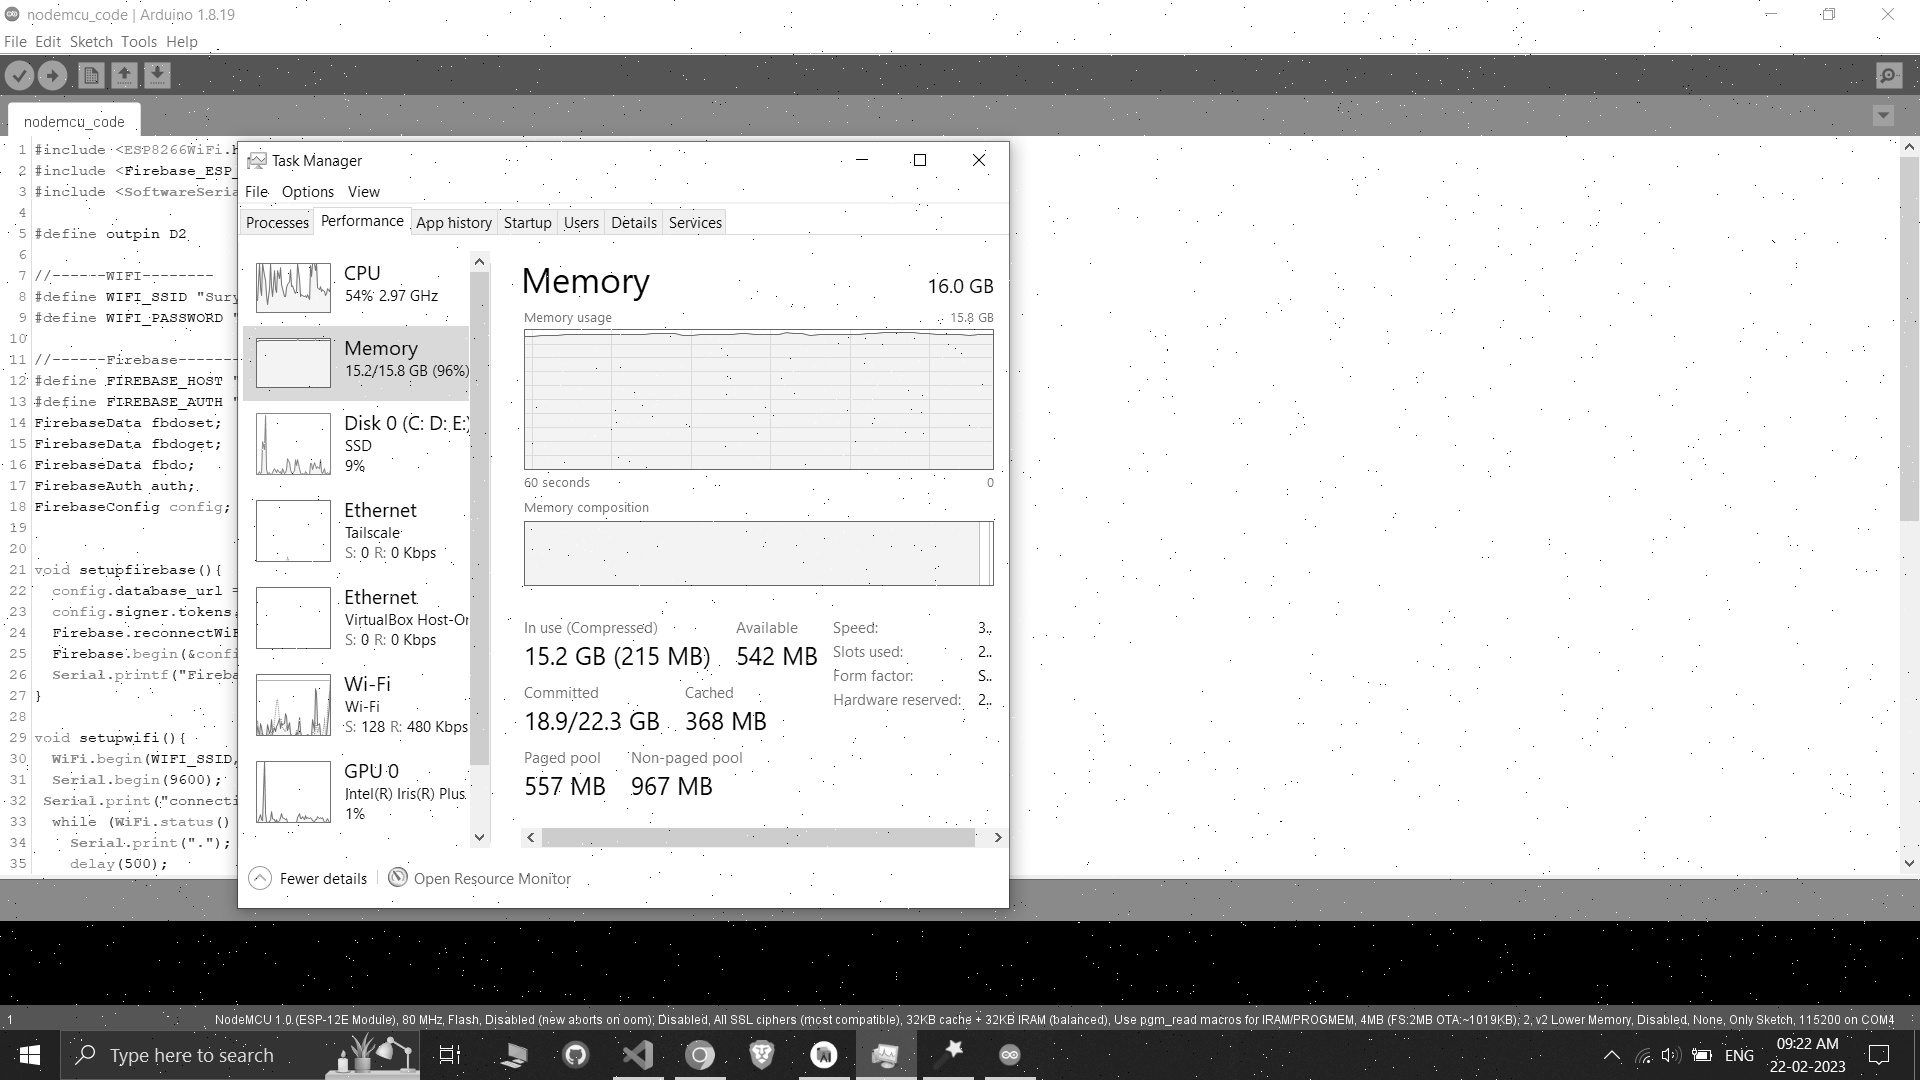 nodemcu_code | Arduino 1.8.19
File Edit Sketch Tools Help
nodemcu_code
1 #include <ESP8266WiFi.h
2 #include <Firebase_ESP_
3 #include <SoftwareSeria
4
5 #define outpin D2
6
7 //------WIFI--------
8 #define WIFI_SSID "Sury
9 #define WIFI_PASSWORD "
10
11 //------Firebase-------
12 #define FIREBASE_HOST "
13 #define FIREBASE_AUTH "
14 FirebaseData fbdoset;
15 FirebaseData fbdoget;
16 FirebaseData fbdo;
17 FirebaseAuth auth;
18 FirebaseConfig config;
19
20
21 void setupfirebase(){
22 config.database_url =
23 config.signer.tokens.
24 Firebase.reconnectWiF
25 Firebase.begin(&confi
26 Serial.printf("Fireba
27 }
28
29 void setupwifi(){
30 WiFi.begin(WIFI_SSID,
31 Serial.begin(9600);
32 Serial.print("connecti
33 while (WiFi.status()
34 Serial.print(".");
35 delay(500);
Task Manager
File Options View
Processes Performance App history Startup Users Details Services
CPU
54% 2.97 GHz
Memory
15.2/15.8 GB (96%)
Disk 0 (C: D: E:)
SSD
9%
Ethernet
Tailscale
S: 0 R: 0 Kbps
Ethernet
VirtualBox Host-On
S: 0 R: 0 Kbps
Wi-Fi
Wi-Fi
S: 128 R: 480 Kbps
GPU 0
Intel(R) Iris(R) Plus
1%
Memory 16.0 GB
Memory usage 15.8 GB
60 seconds 0
Memory composition
In use (Compressed) Available
15.2 GB (215 MB) 542 MB
Committed Cached
18.9/22.3 GB 368 MB
Paged pool Non-paged pool
557 MB 967 MB
Speed: 3..
Slots used: 2..
Form factor: S..
Hardware reserved: 2..
Fewer details Open Resource Monitor
1 NodeMCU 1.0 (ESP-12E Module), 80 MHz, Flash, Disabled (new aborts on oom), Disabled, All SSL ciphers (most compatible), 32KB cache + 32KB IRAM (balanced), Use pgm_read macros for IRAM/PROGMEM, 4MB (FS:2MB OTA:~1019KB), 2, v2 Lower Memory, Disabled, None, Only Sketch, 115200 on COM4
Type here to search
ENG
09:22 AM
22-02-2023